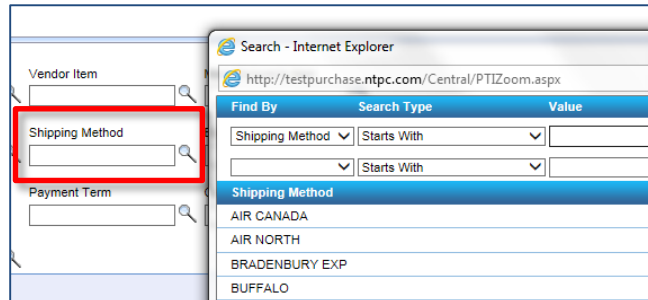 Vendor Item
Shipping Method
Payment Term
Search - Internet Explorer
http://testpurchase.ntpc.com/Central/PTIZoom.aspx
Find By Search Type Value
Shipping Method Starts With
Starts With
Shipping Method
AIR CANADA
AIR NORTH
BRADENBURY EXP
BUFFALO